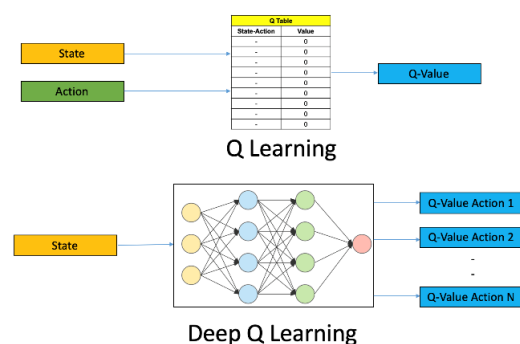 Q Table
State-Action Value
- 0
- 0
- 0
- 0
- 0
- 0
- 0
- 0
- 0
State
Action
Q-Value
Q Learning
State
Q-Value Action 1
Q-Value Action 2
-
-
Q-Value Action N
Deep Q Learning